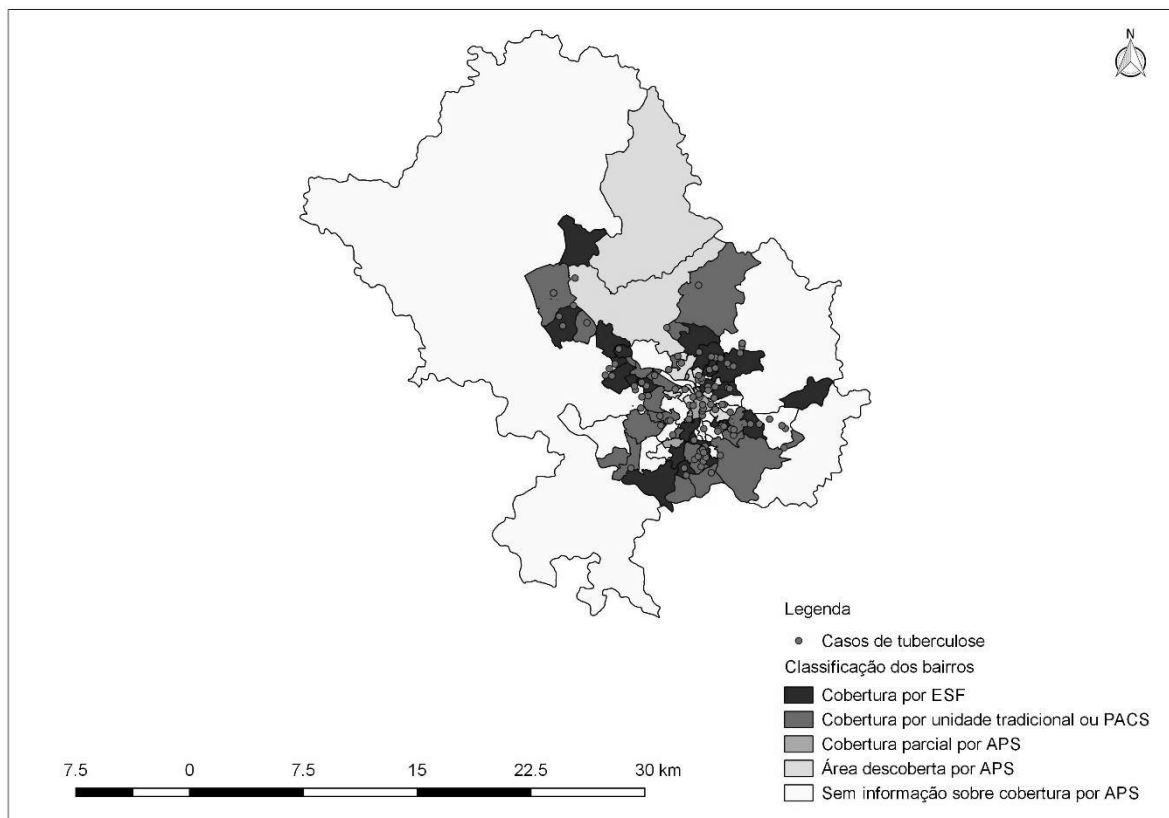 N
Legenda
Casos de tuberculose
Classificação dos bairros
Cobertura por ESF
Cobertura por unidade tradicional ou PACS
Cobertura parcial por APS
Área descoberta por APS
Sem informação sobre cobertura por APS
7.5 0 7.5 15 22.5 30 km